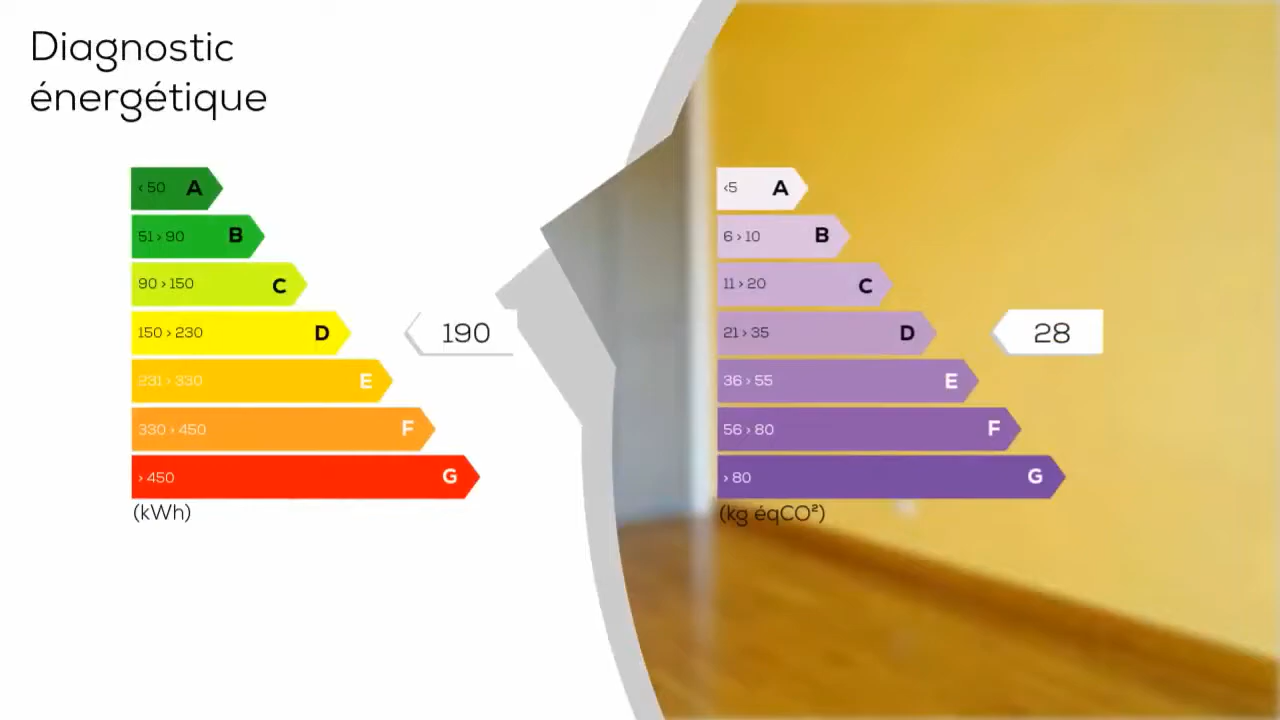 Diagnostic
énergétique
< 50 A
51 > 90 B
90 > 150 C
150 > 230 D
231 > 330 E
330 > 450 F
> 450 G
(kWh)
190
<5 A
6 > 10 B
11 > 20 C
21 > 35 D
36 > 55 E
56 > 80 F
> 80 G
(kg éqCO²)
28